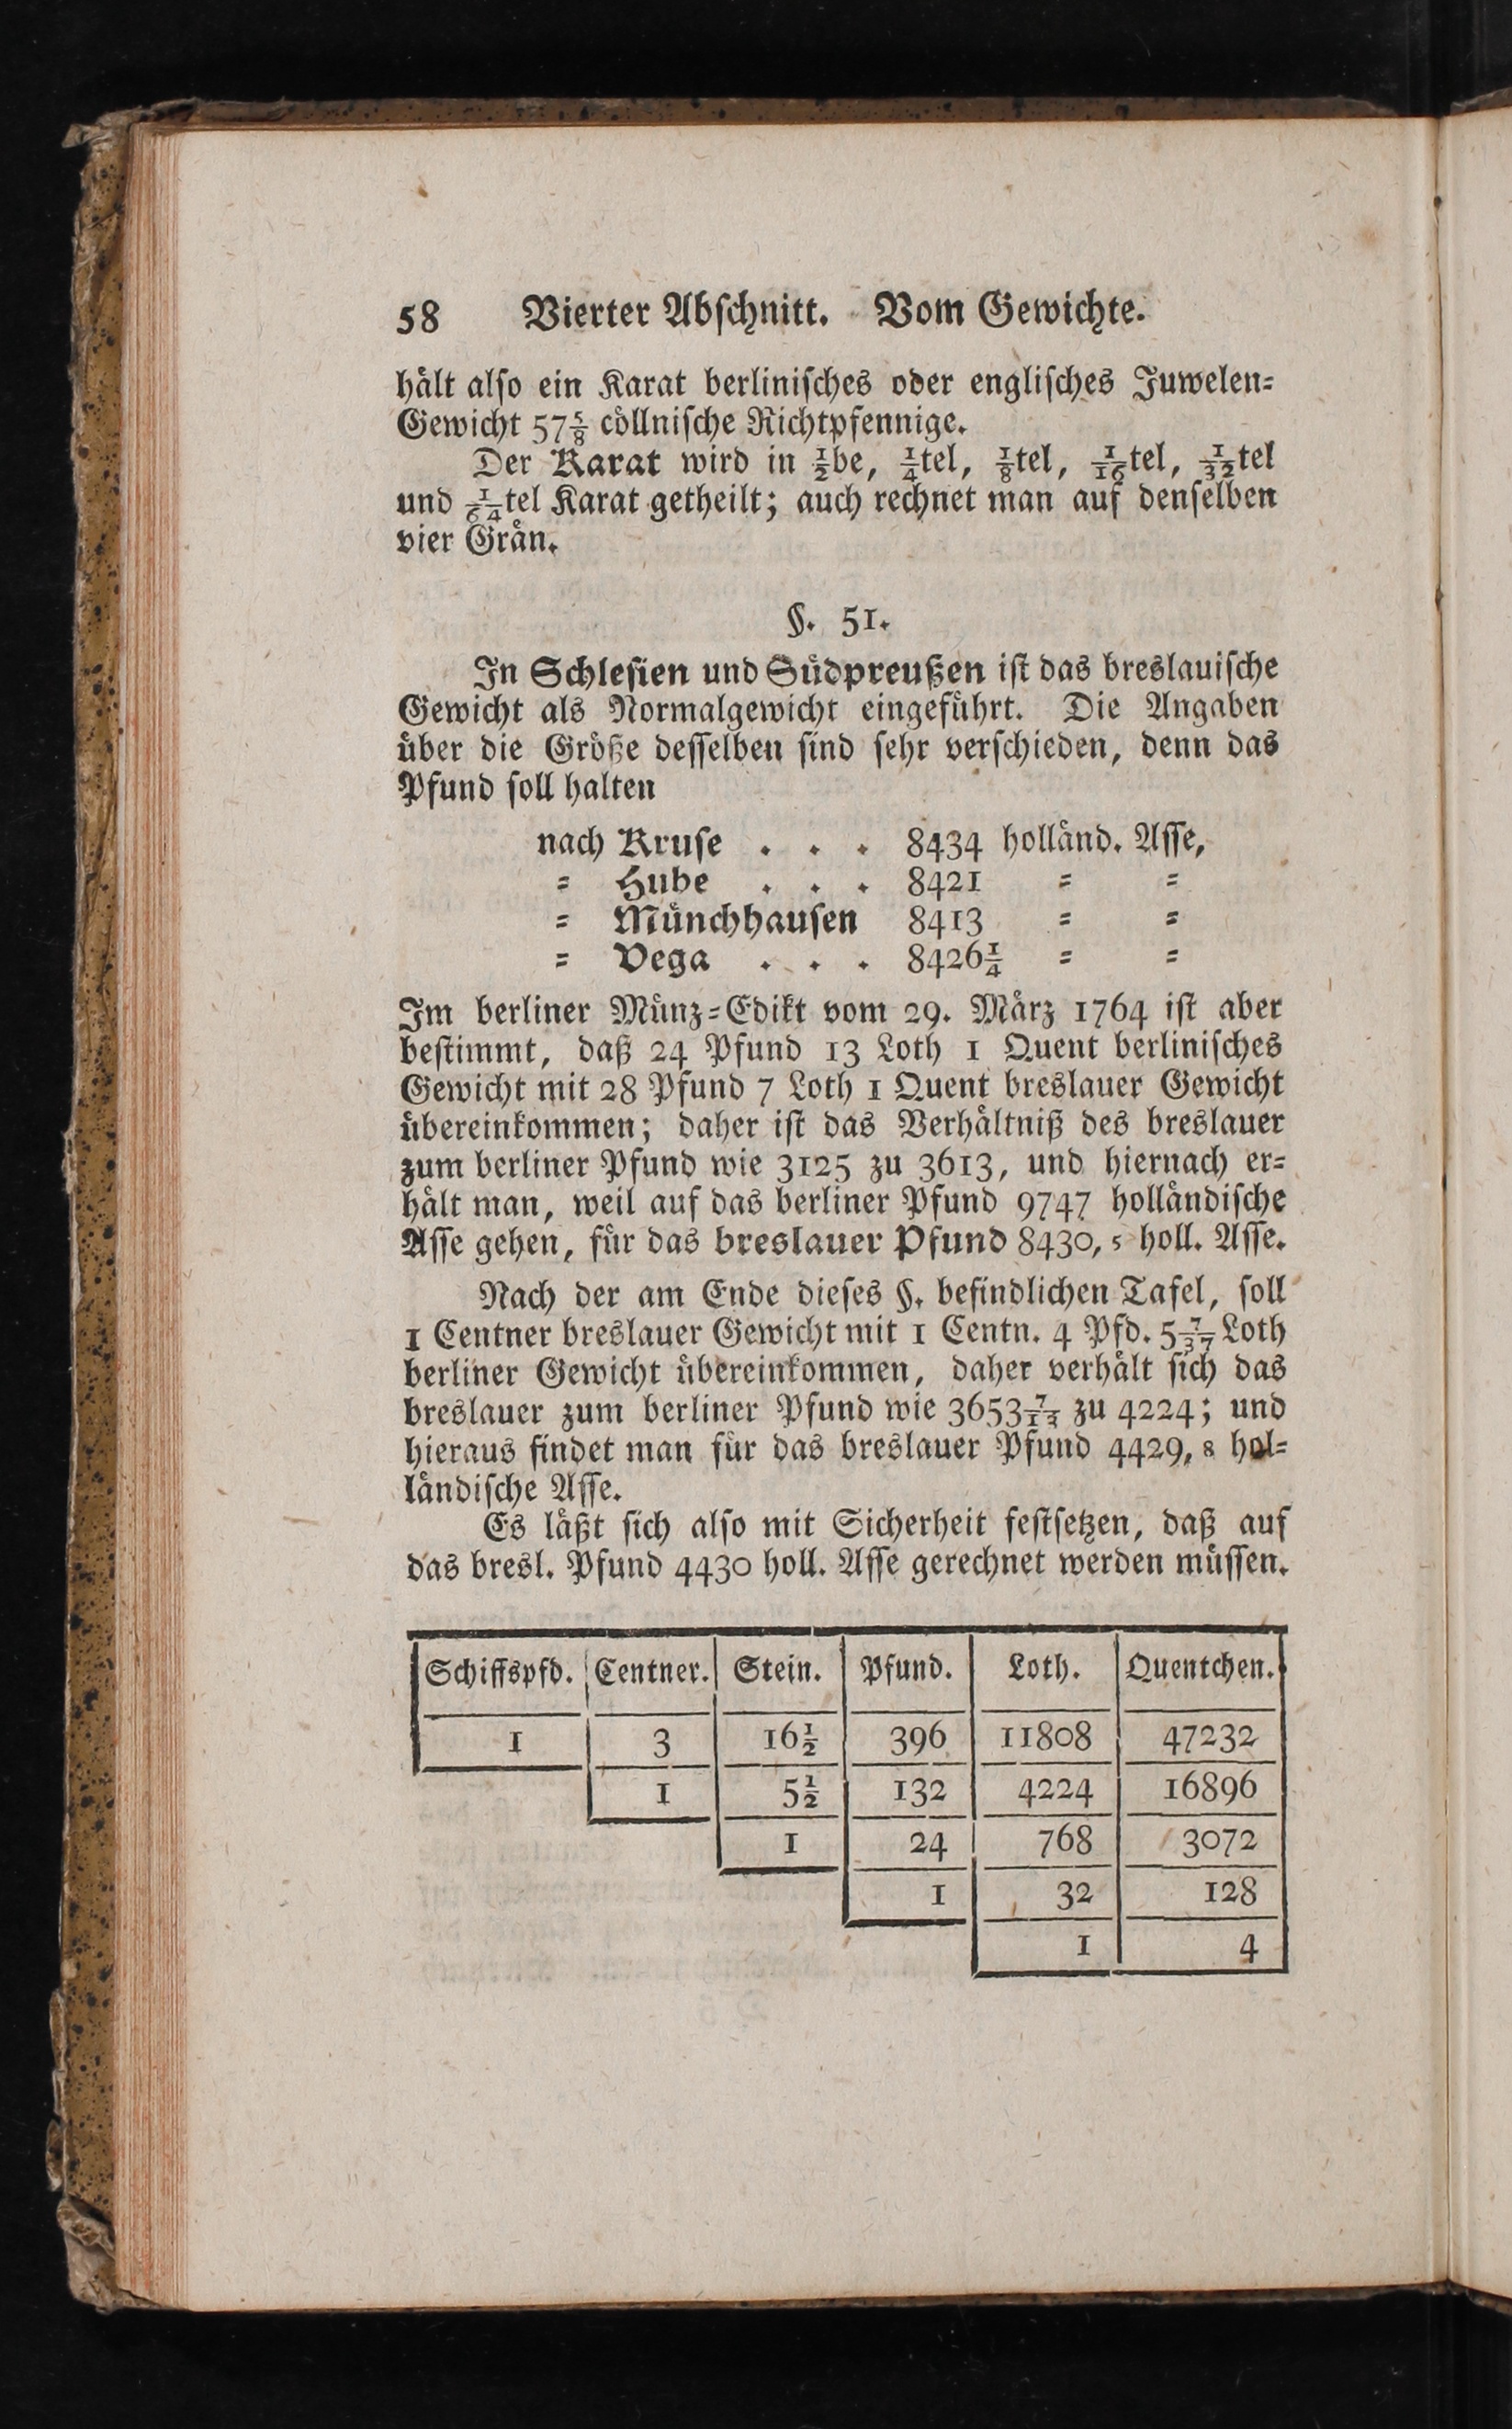 58 Vierter Abſchnitt. Vom Gewichte.
hält alſo ein Karat berliniſches oder engliſches Juwelen-
Gewicht 57 5/8 cöllniſche Richtpfennige.
Der Karat wird in 1/2be, 1/4tel, 1/8tel, 1/16tel, 1/32tel
und 1/64tel Karat getheilt; auch rechnet man auf denſelben
vier Grän.
§. 51.
In Schleſien und Südpreußen iſt das breslauiſche
Gewicht als Normalgewicht eingeführt. Die Angaben
über die Größe deſſelben ſind ſehr verſchieden, denn das
Pfund ſoll halten
nach Kruſe . . . 8434 holländ. Aſſe,
= Hube . . . 8421 = =
= Münchhauſen 8413 = =
= Vega . . . 8426 1/4 = =
Im berliner Münz-Edikt vom 29. März 1764 iſt aber
beſtimmt, daß 24 Pfund 13 Loth 1 Quent berliniſches
Gewicht mit 28 Pfund 7 Loth 1 Quent breslauer Gewicht
übereinkommen; daher iſt das Verhältniß des breslauer
zum berliner Pfund wie 3125 zu 3613, und hiernach er-
hält man, weil auf das berliner Pfund 9747 holländiſche
Aſſe gehen, für das breslauer Pfund 8430,5 holl. Aſſe.
Nach der am Ende dieſes §. befindlichen Tafel, ſoll
1 Centner breslauer Gewicht mit 1 Centn. 4 Pfd. 5 7/37 Loth
berliner Gewicht übereinkommen, daher verhält ſich das
breslauer zum berliner Pfund wie 3653 7/13 zu 4224; und
hieraus findet man für das breslauer Pfund 4429,8 hol-
ländiſche Aſſe.
Es läßt ſich alſo mit Sicherheit feſtſetzen, daß auf
das bresl. Pfund 4430 holl. Aſſe gerechnet werden müſſen.
Schiffspfd. Centner. Stein. Pfund. Loth. Quentchen.
1 3 16 1/2 396 11808 47232
1 5 1/2 132 4224 16896
1 24 768 3072
1 32 128
1 4